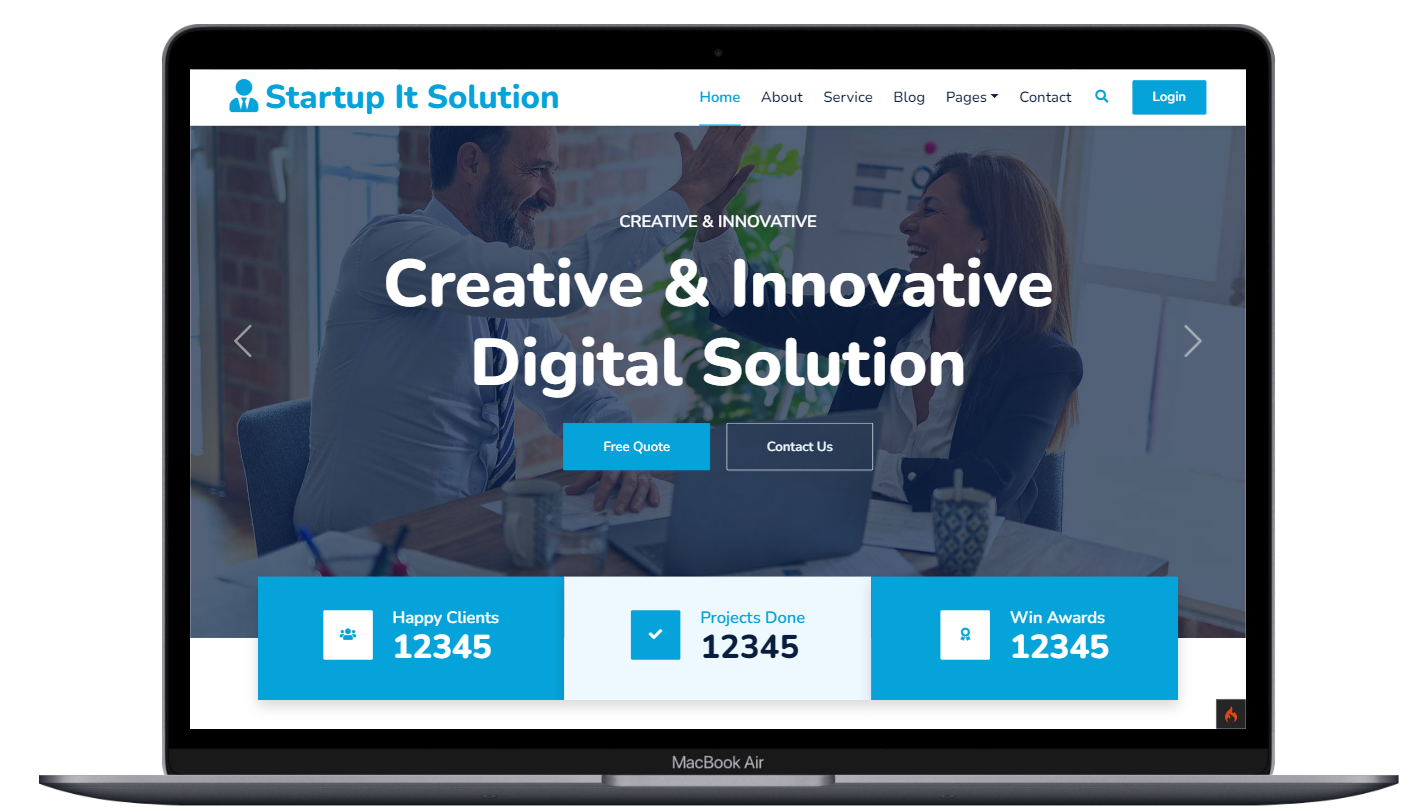 Startup It Solution
Home About Service Blog Pages Contact Login
CREATIVE & INNOVATIVE
Creative & Innovative
Digital Solution
Free Quote Contact Us
Happy Clients
12345
Projects Done
12345
Win Awards
12345
MacBook Air